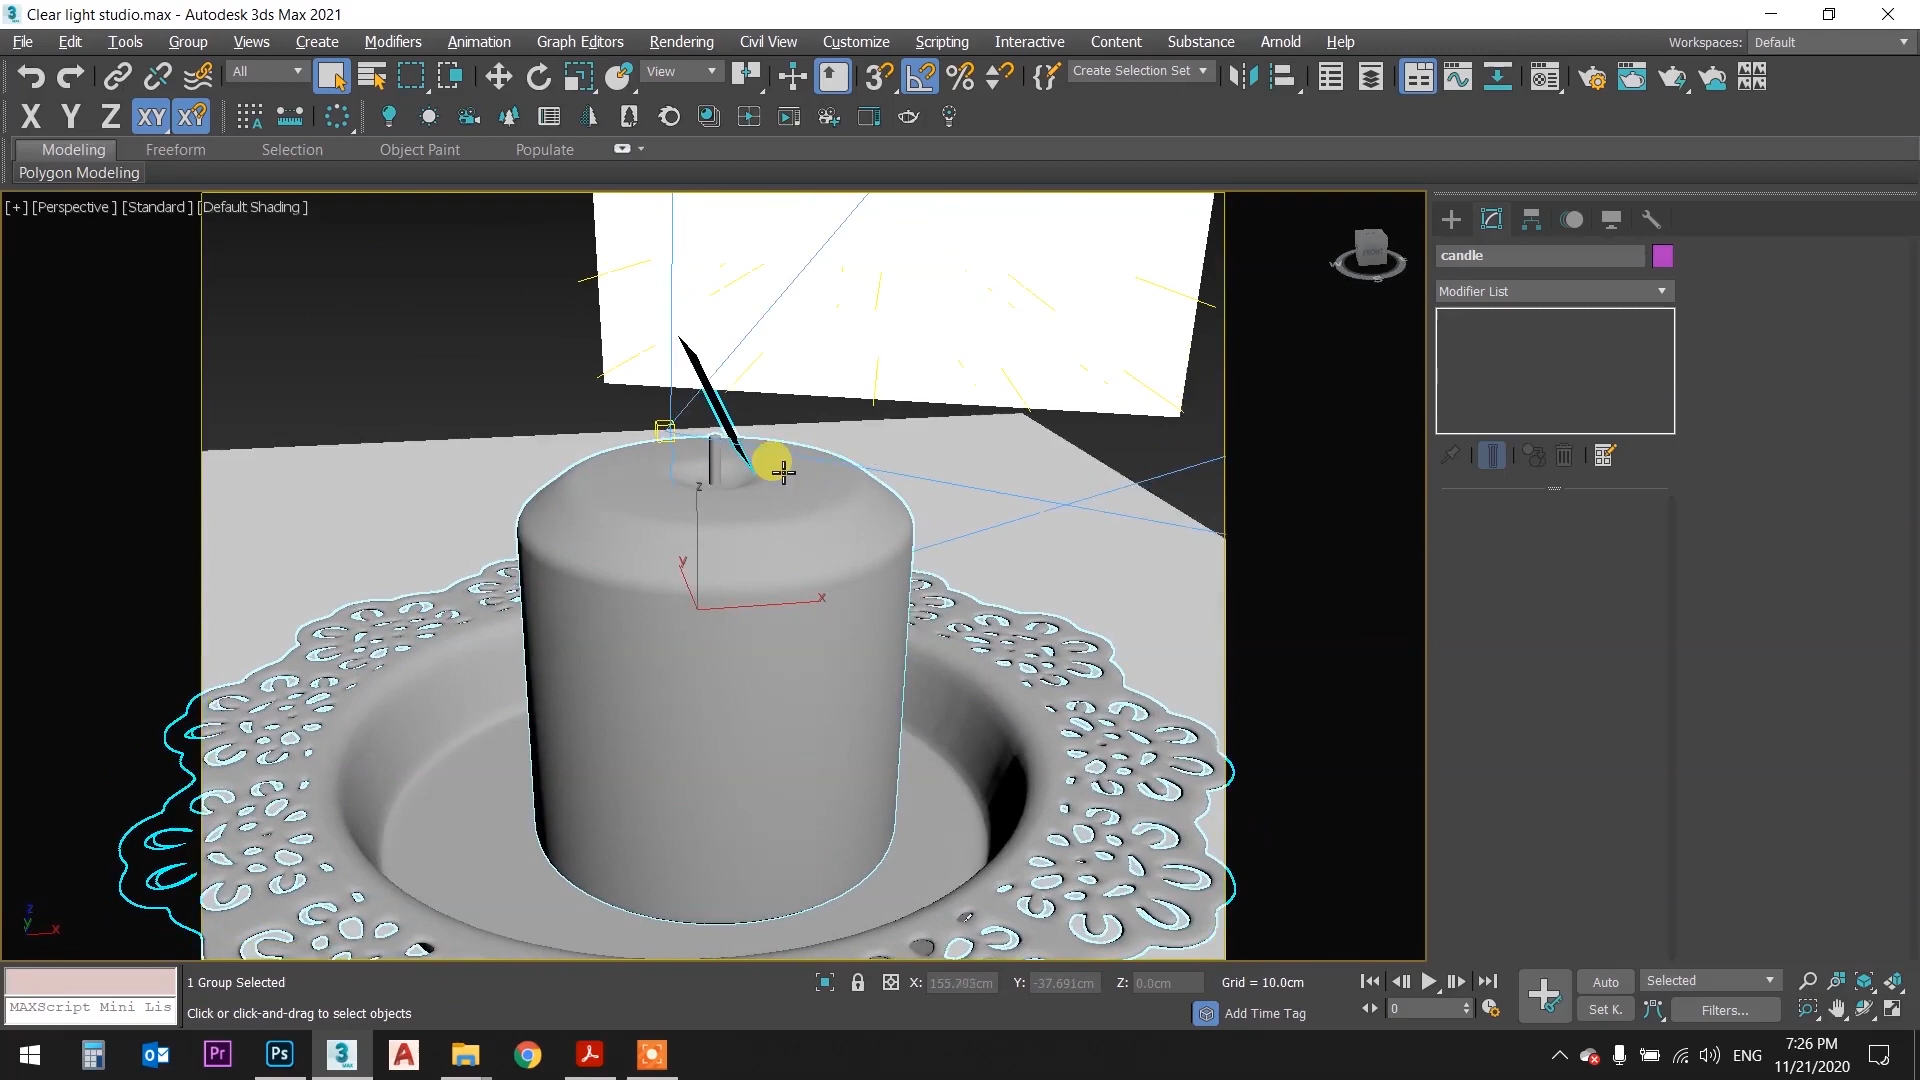 Clear light studio.max - Autodesk 3ds Max 2021
File Edit Tools Group Views Create Modifiers Animation Graph Editors Rendering Civil View Customize Scripting Interactive Content Substance Arnold Help
Workspaces: Default
All View Create Selection Set
X Y Z XY XY
Modeling Freeform Selection Object Paint Populate
Polygon Modeling
[+] [Perspective] [Standard] [Default Shading]
FRONT
W S
candle
Modifier List
z
y
x
z
y
x
1 Group Selected
X: 155.793cm Y: -37.691cm Z: 0.0cm Grid = 10.0cm
Auto Selected
MAXScript Mini Lis
Click or click-and-drag to select objects
Add Time Tag
0
Set K. Filters...
ENG
7:26 PM
11/21/2020